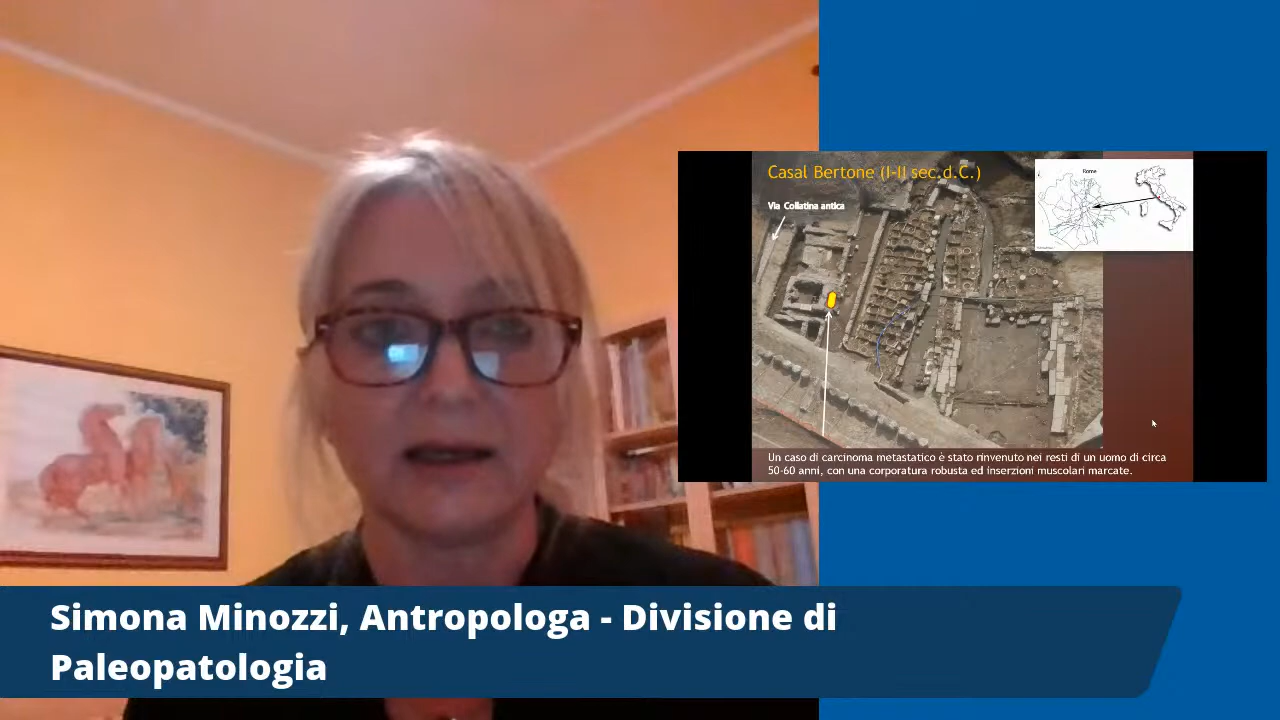 Casal Bertone (I-II sec.d.C.)
Via Collatina antica
Rome
Un caso di carcinoma metastatico è stato rinvenuto nei resti di un uomo di circa
50-60 anni, con una corporatura robusta ed inserzioni muscolari marcate.
Simona Minozzi, Antropologa - Divisione di
Paleopatologia